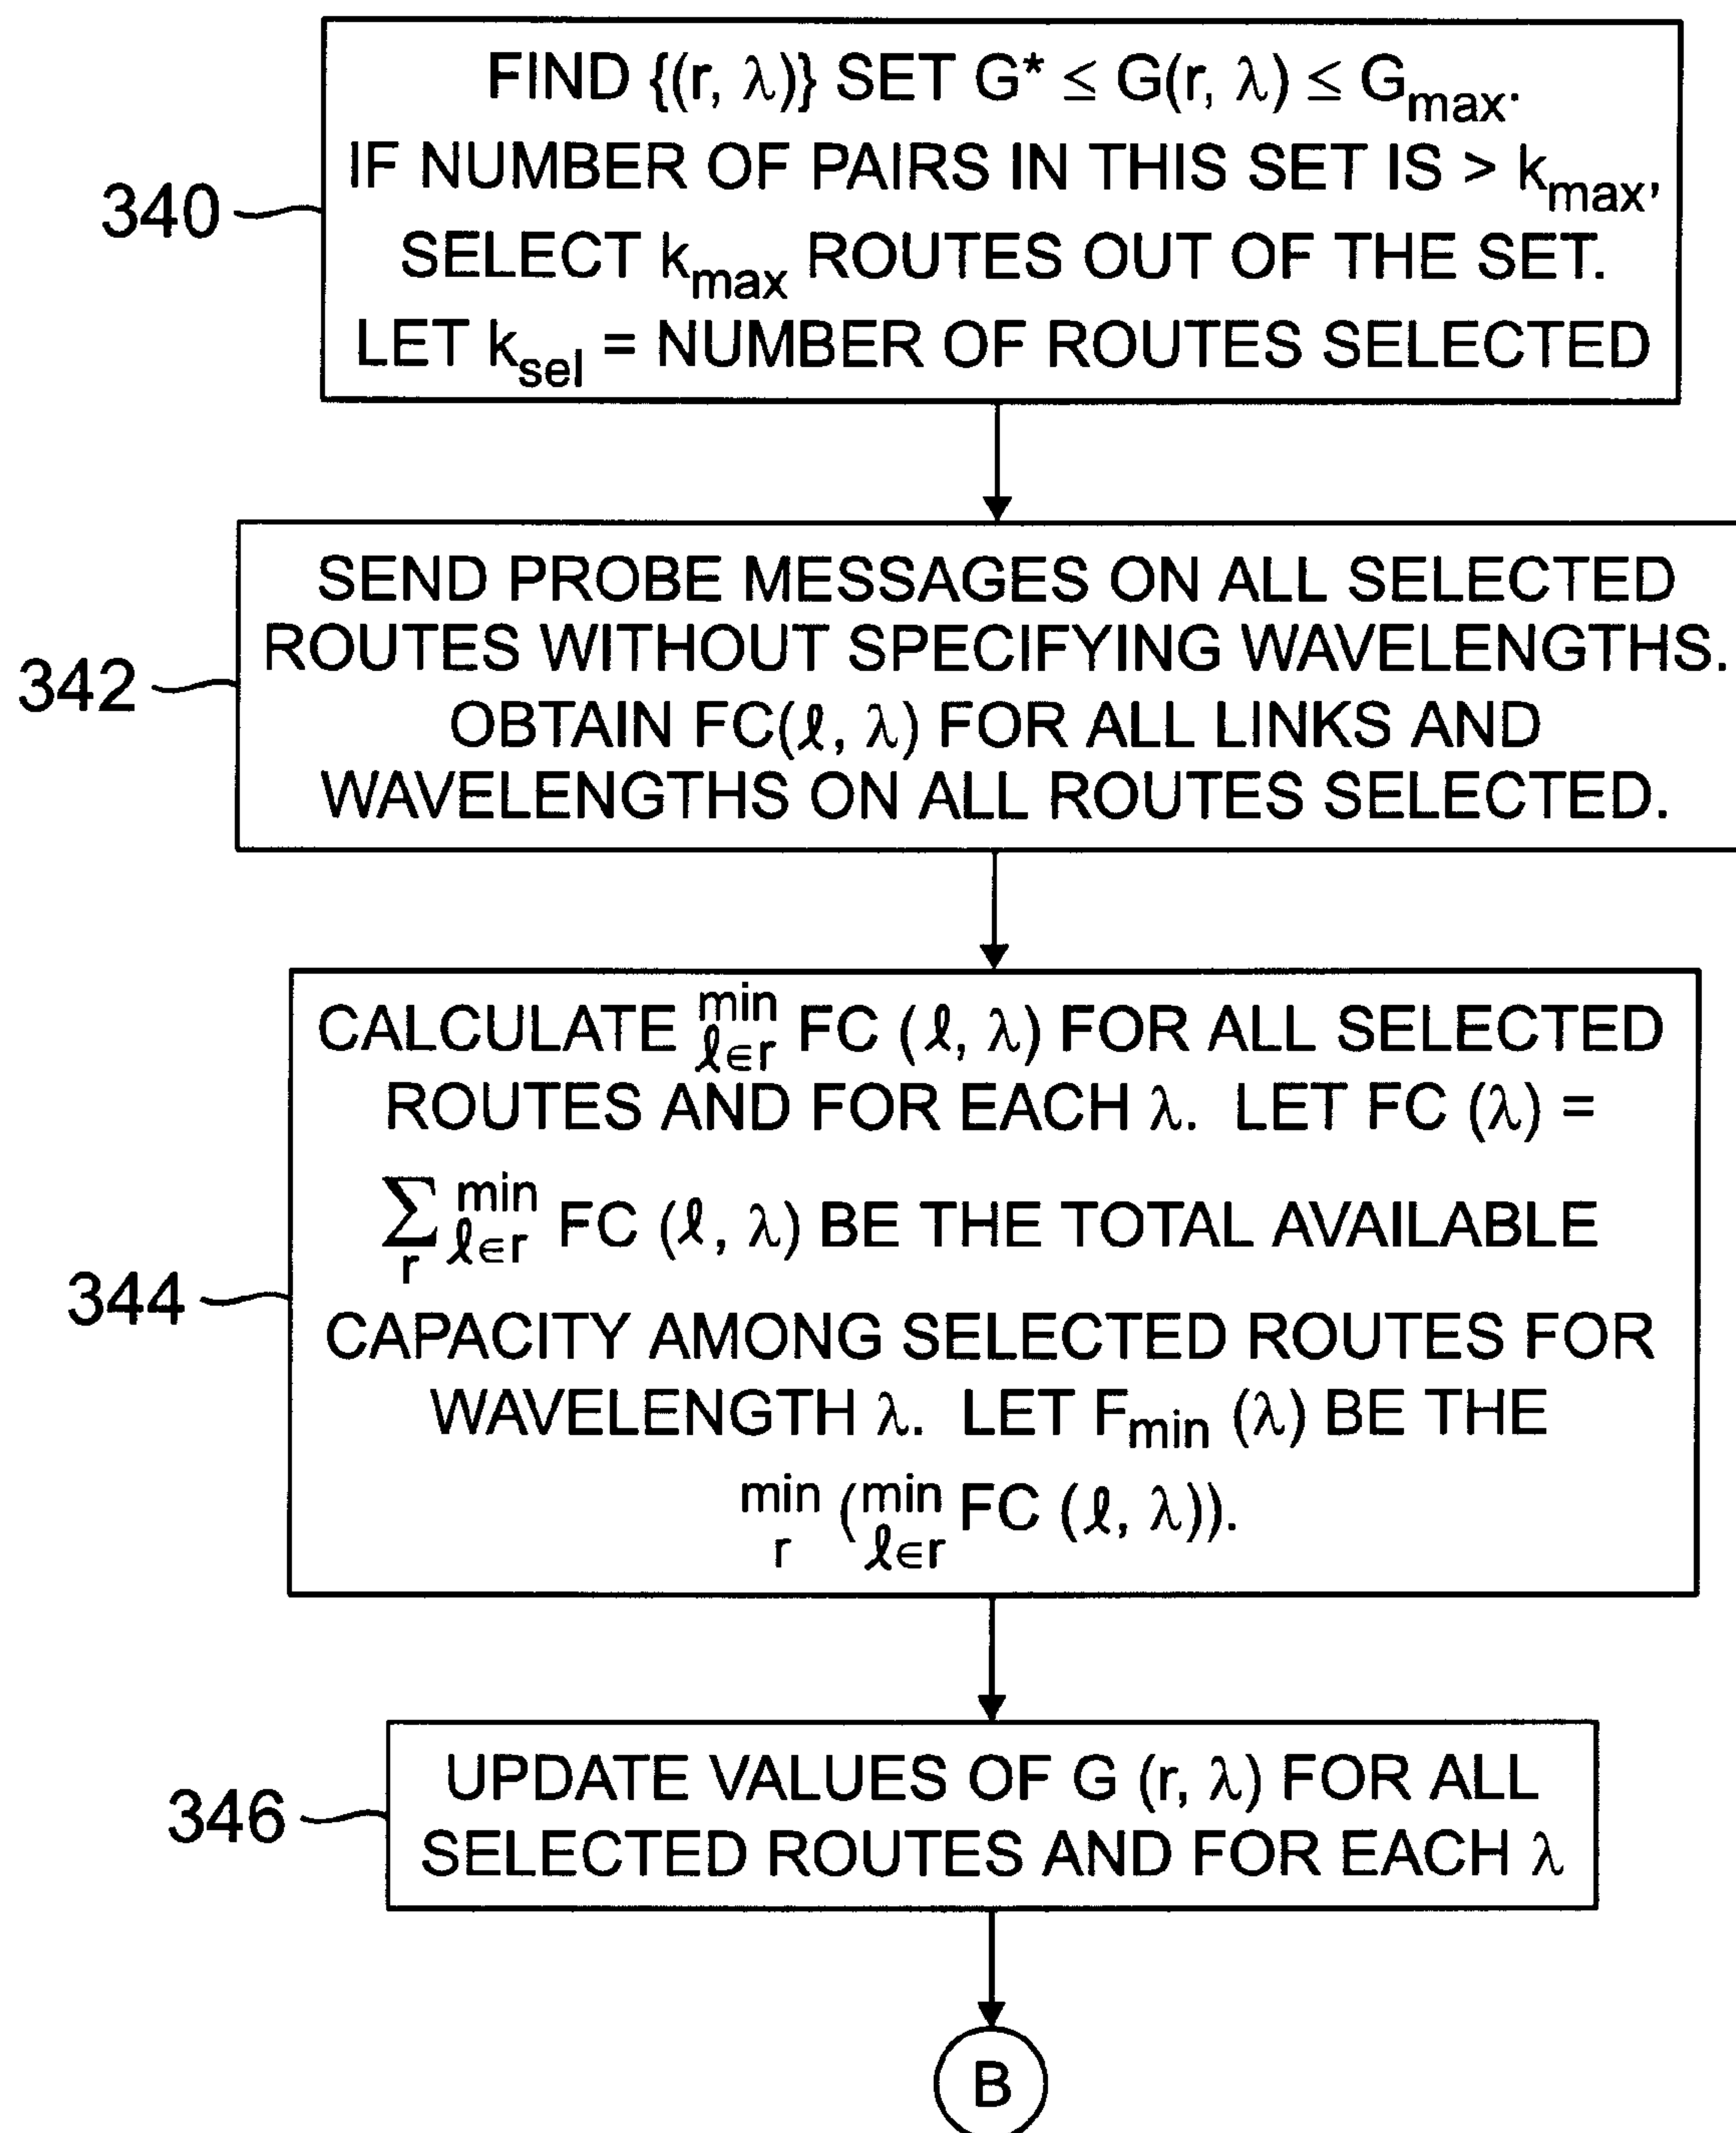 FIND {(r, λ)} SET G* ≤ G(r, λ) ≤ Gmax.
IF NUMBER OF PAIRS IN THIS SET IS > kmax,
340
SELECT kmax ROUTES OUT OF THE SET.
LET ksel = NUMBER OF ROUTES SELECTED
SEND PROBE MESSAGES ON ALL SELECTED
ROUTES WITHOUT SPECIFYING WAVELENGTHS.
342
OBTAIN FC(ℓ, λ) FOR ALL LINKS AND
WAVELENGTHS ON ALL ROUTES SELECTED.
CALCULATE min ℓ∈r FC (ℓ, λ) FOR ALL SELECTED
ROUTES AND FOR EACH λ. LET FC (λ) =
∑ r min ℓ∈r FC (ℓ, λ) BE THE TOTAL AVAILABLE
344
CAPACITY AMONG SELECTED ROUTES FOR
WAVELENGTH λ. LET Fmin (λ) BE THE
min r (min ℓ∈r FC (ℓ, λ)).
UPDATE VALUES OF G (r, λ) FOR ALL
346
SELECTED ROUTES AND FOR EACH λ
B